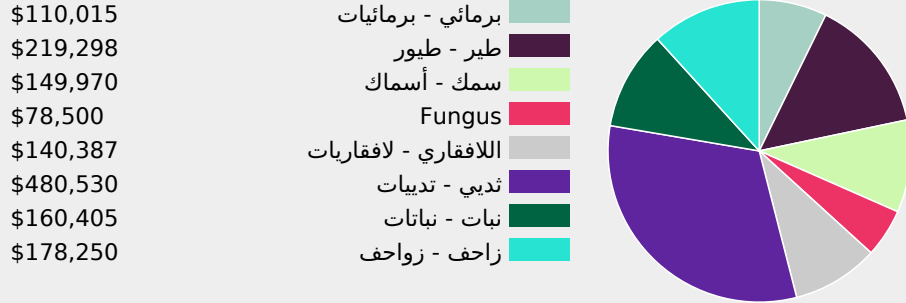 برمائي - برمائيات $110,015
طير - طيور $219,298
سمك - أسماك $149,970
Fungus $78,500
اللافقاري - لافقاريات $140,387
ثديي - تدييات $480,530
نبات - نباتات $160,405
زاحف - زواحف $178,250